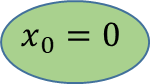 x₀ = 0